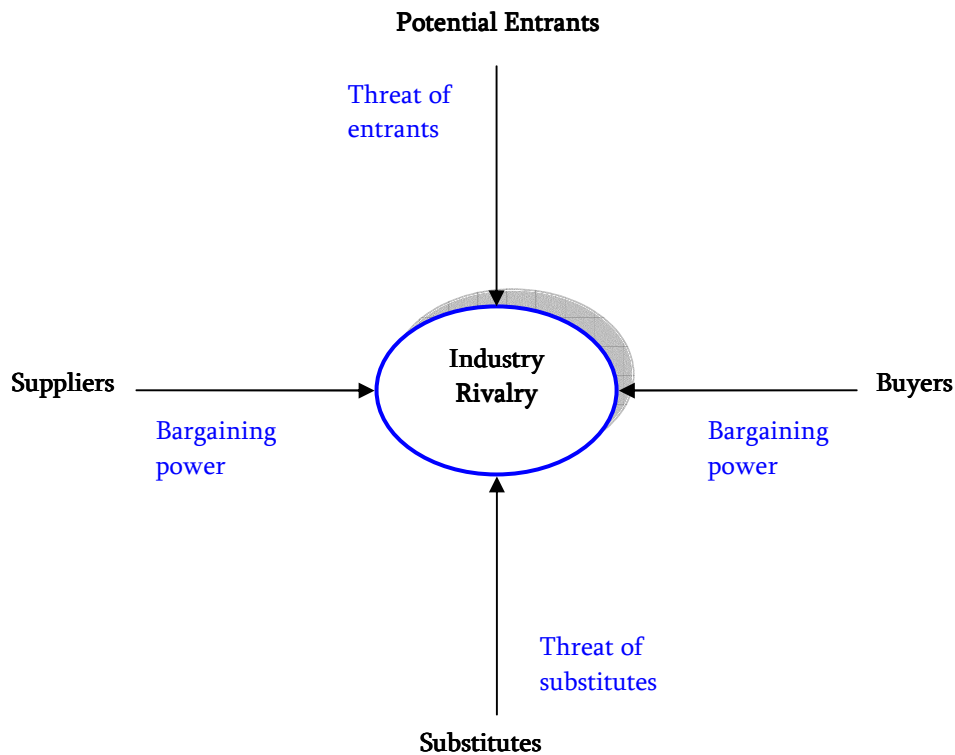 Potential Entrants
Threat of
entrants
Industry
Rivalry
Suppliers
Buyers
Bargaining
power
Bargaining
power
Threat of
substitutes
Substitutes